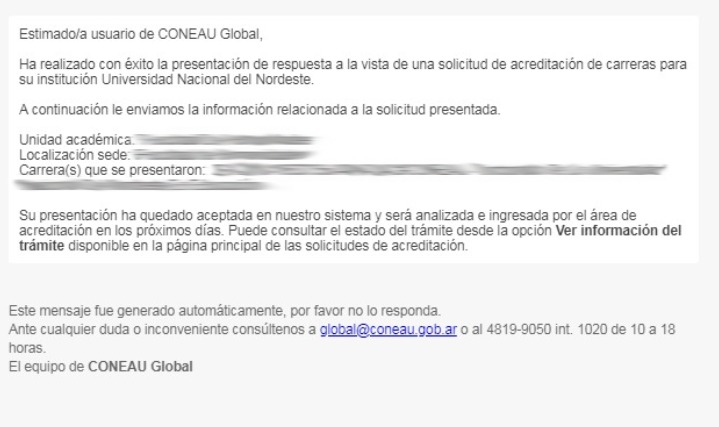 Estimado/a usuario de CONEAU Global,
Ha realizado con éxito la presentación de respuesta a la vista de una solicitud de acreditación de carreras para
su institución Universidad Nacional del Nordeste.
A continuación le enviamos la información relacionada a la solicitud presentada.
Unidad académica:
Localización sede:
Carrera(s) que se presentaron:
Su presentación ha quedado aceptada en nuestro sistema y será analizada e ingresada por el área de
acreditación en los próximos días. Puede consultar el estado del trámite desde la opción Ver información del
trámite disponible en la página principal de las solicitudes de acreditación.
Este mensaje fue generado automáticamente, por favor no lo responda.
Ante cualquier duda o inconveniente consúltenos a global@coneau.gob.ar o al 4819-9050 int. 1020 de 10 a 18
horas.
El equipo de CONEAU Global